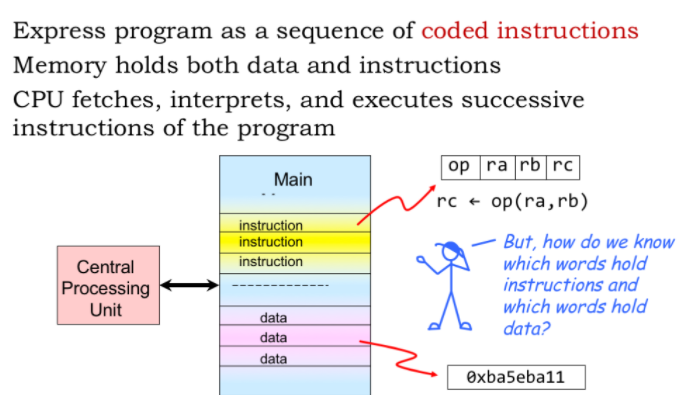 Express program as a sequence of coded instructions
Memory holds both data and instructions
CPU fetches, interprets, and executes successive
instructions of the program
Main
op ra rb rc
rc ← op(ra,rb)
instruction
instruction
instruction
But, how do we know
which words hold
instructions and
which words hold
data?
Central
Processing
Unit
data
data
data
0xba5eba11